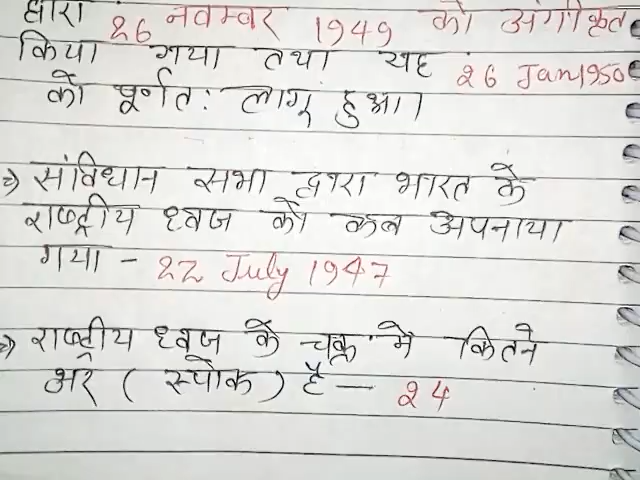 द्वारा 26 नवम्बर 1949 को अंगीकृत
किया गया तथा यह 26 Jan 1950
को पूर्णत: लागू हुआ।
⇒ संविधान सभा द्वारा भारत के
राष्ट्रीय ध्वज को कब अपनाया
गया - 22 July 1947
⇒ राष्ट्रीय ध्वज के चक्र में कितने
अरे (स्पोक) है - 24